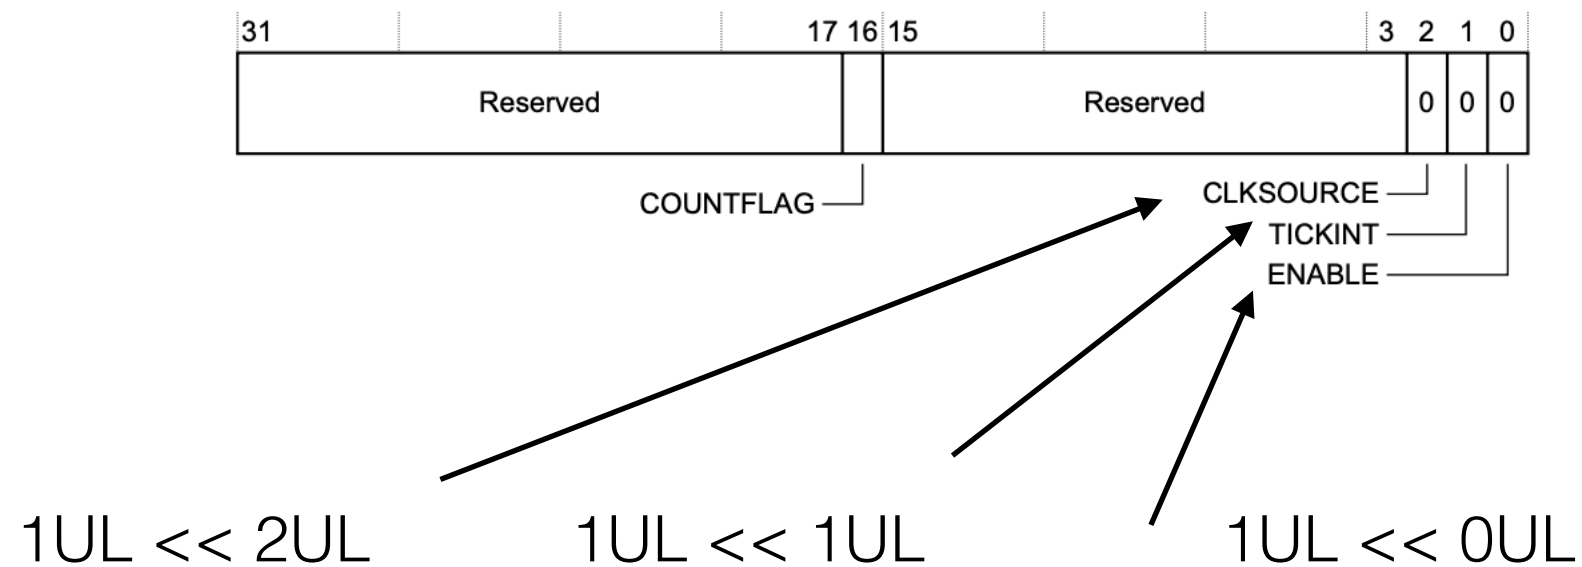 31 17 16 15 3 2 1 0
Reserved Reserved 0 0 0
COUNTFLAG CLKSOURCE
TICKINT
ENABLE
1UL << 2UL 1UL << 1UL 1UL << 0UL